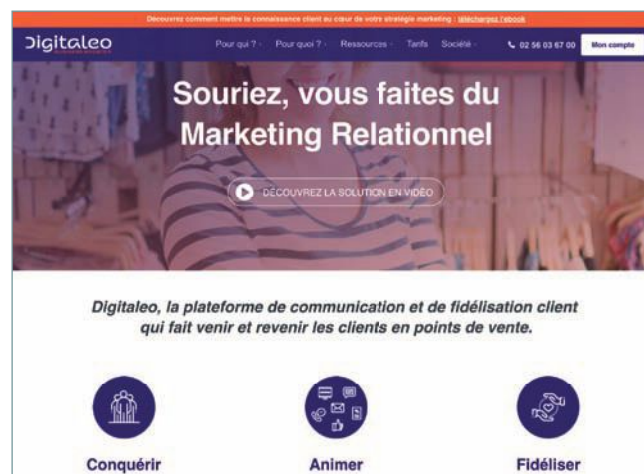 Découvrez comment mettre la connaissance client au cœur de votre stratégie marketing : téléchargez l'ebook
Digitaleo
Pour qui ? Pour quoi ? Ressources Tarifs Société 02 56 03 67 00 Mon compte
Souriez, vous faites du
Marketing Relationnel
DÉCOUVREZ LA SOLUTION EN VIDÉO
Digitaleo, la plateforme de communication et de fidélisation client
qui fait venir et revenir les clients en points de vente.
Conquérir Animer Fidéliser